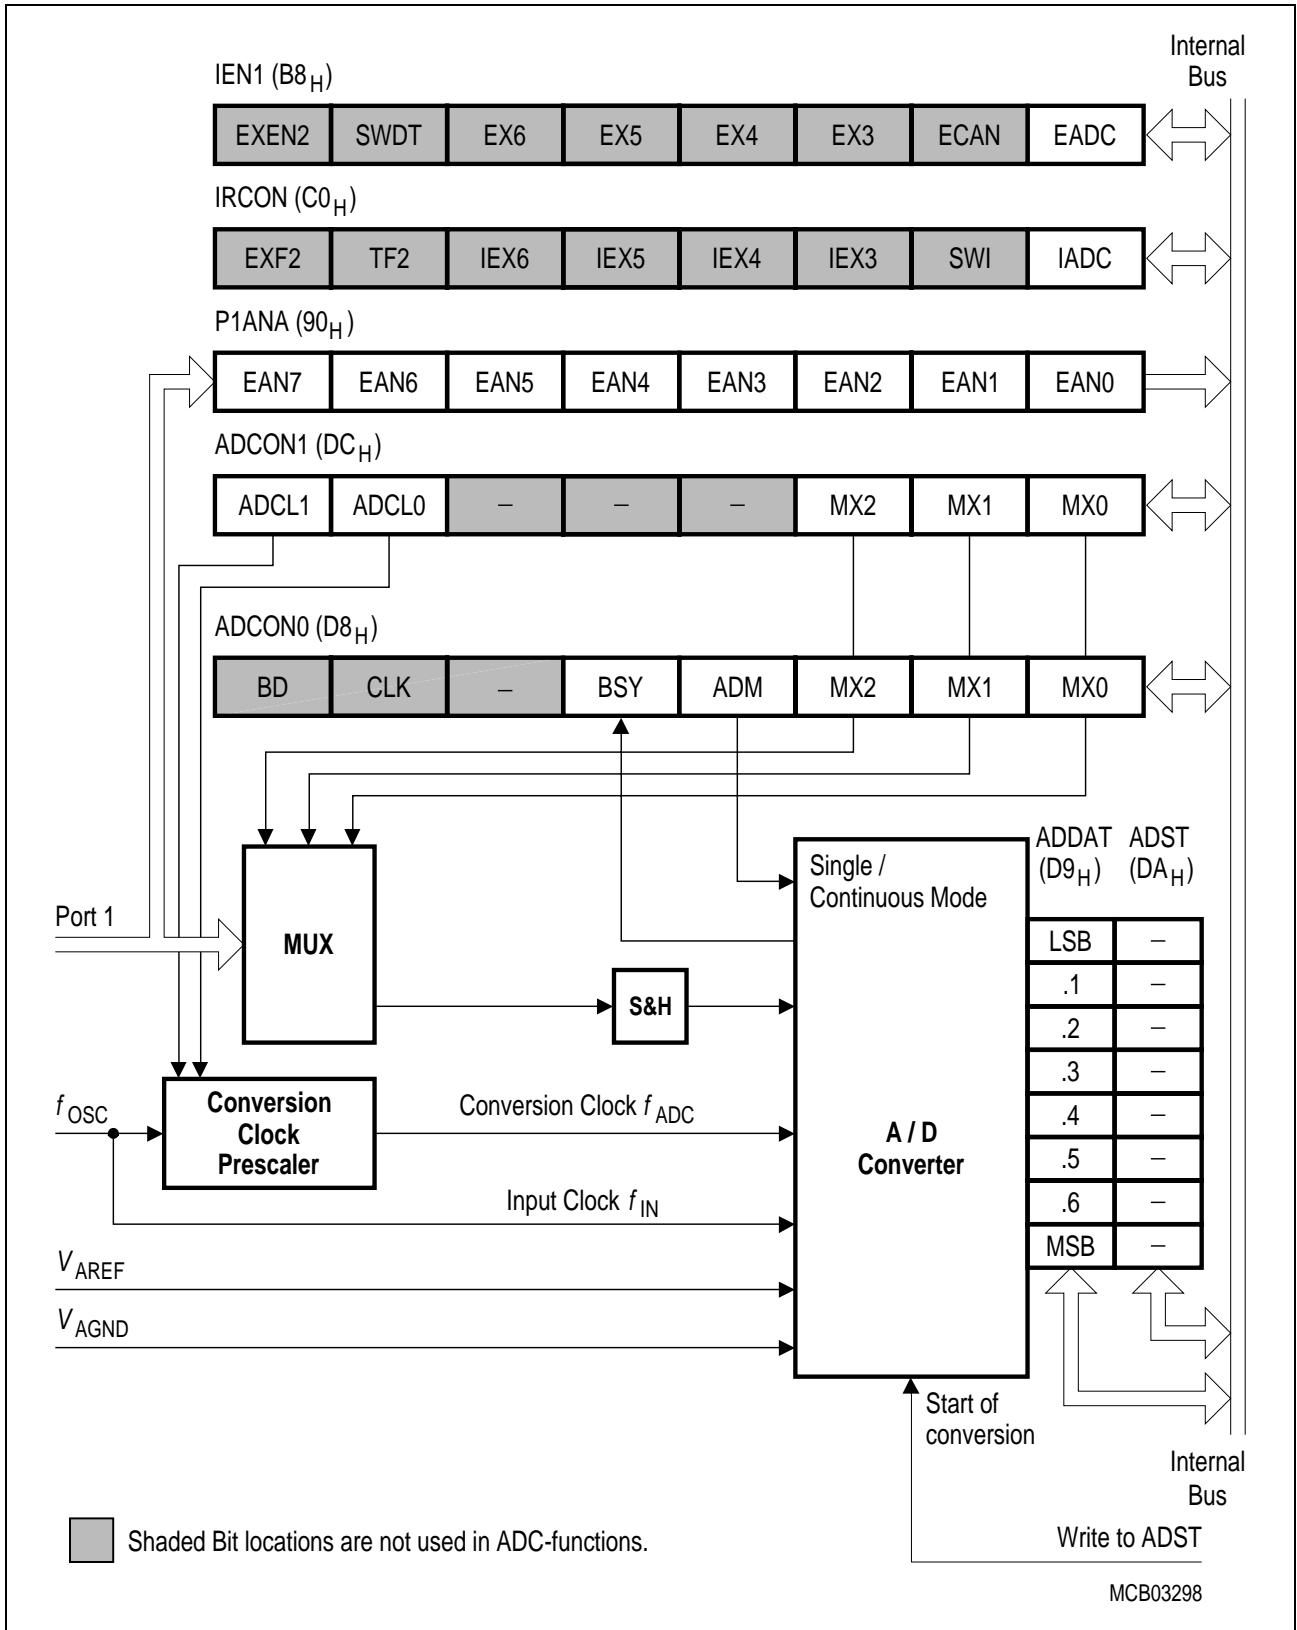 Internal
Bus
IEN1 (B8H)
EXEN2 SWDT EX6 EX5 EX4 EX3 ECAN EADC
IRCON (C0H)
EXF2 TF2 IEX6 IEX5 IEX4 IEX3 SWI IADC
P1ANA (90H)
EAN7 EAN6 EAN5 EAN4 EAN3 EAN2 EAN1 EAN0
ADCON1 (DCH)
ADCL1 ADCL0 – – – MX2 MX1 MX0
ADCON0 (D8H)
BD CLK – BSY ADM MX2 MX1 MX0
Port 1
MUX
S&H
Single /
Continuous Mode
ADDAT ADST
(D9H) (DAH)
LSB –
.1 –
.2 –
.3 –
.4 –
.5 –
.6 –
MSB –
fOSC
Conversion
Clock
Prescaler
Conversion Clock fADC
A / D
Converter
Input Clock fIN
VAREF
VAGND
Start of
conversion
Internal
Bus
Write to ADST
Shaded Bit locations are not used in ADC-functions.
MCB03298